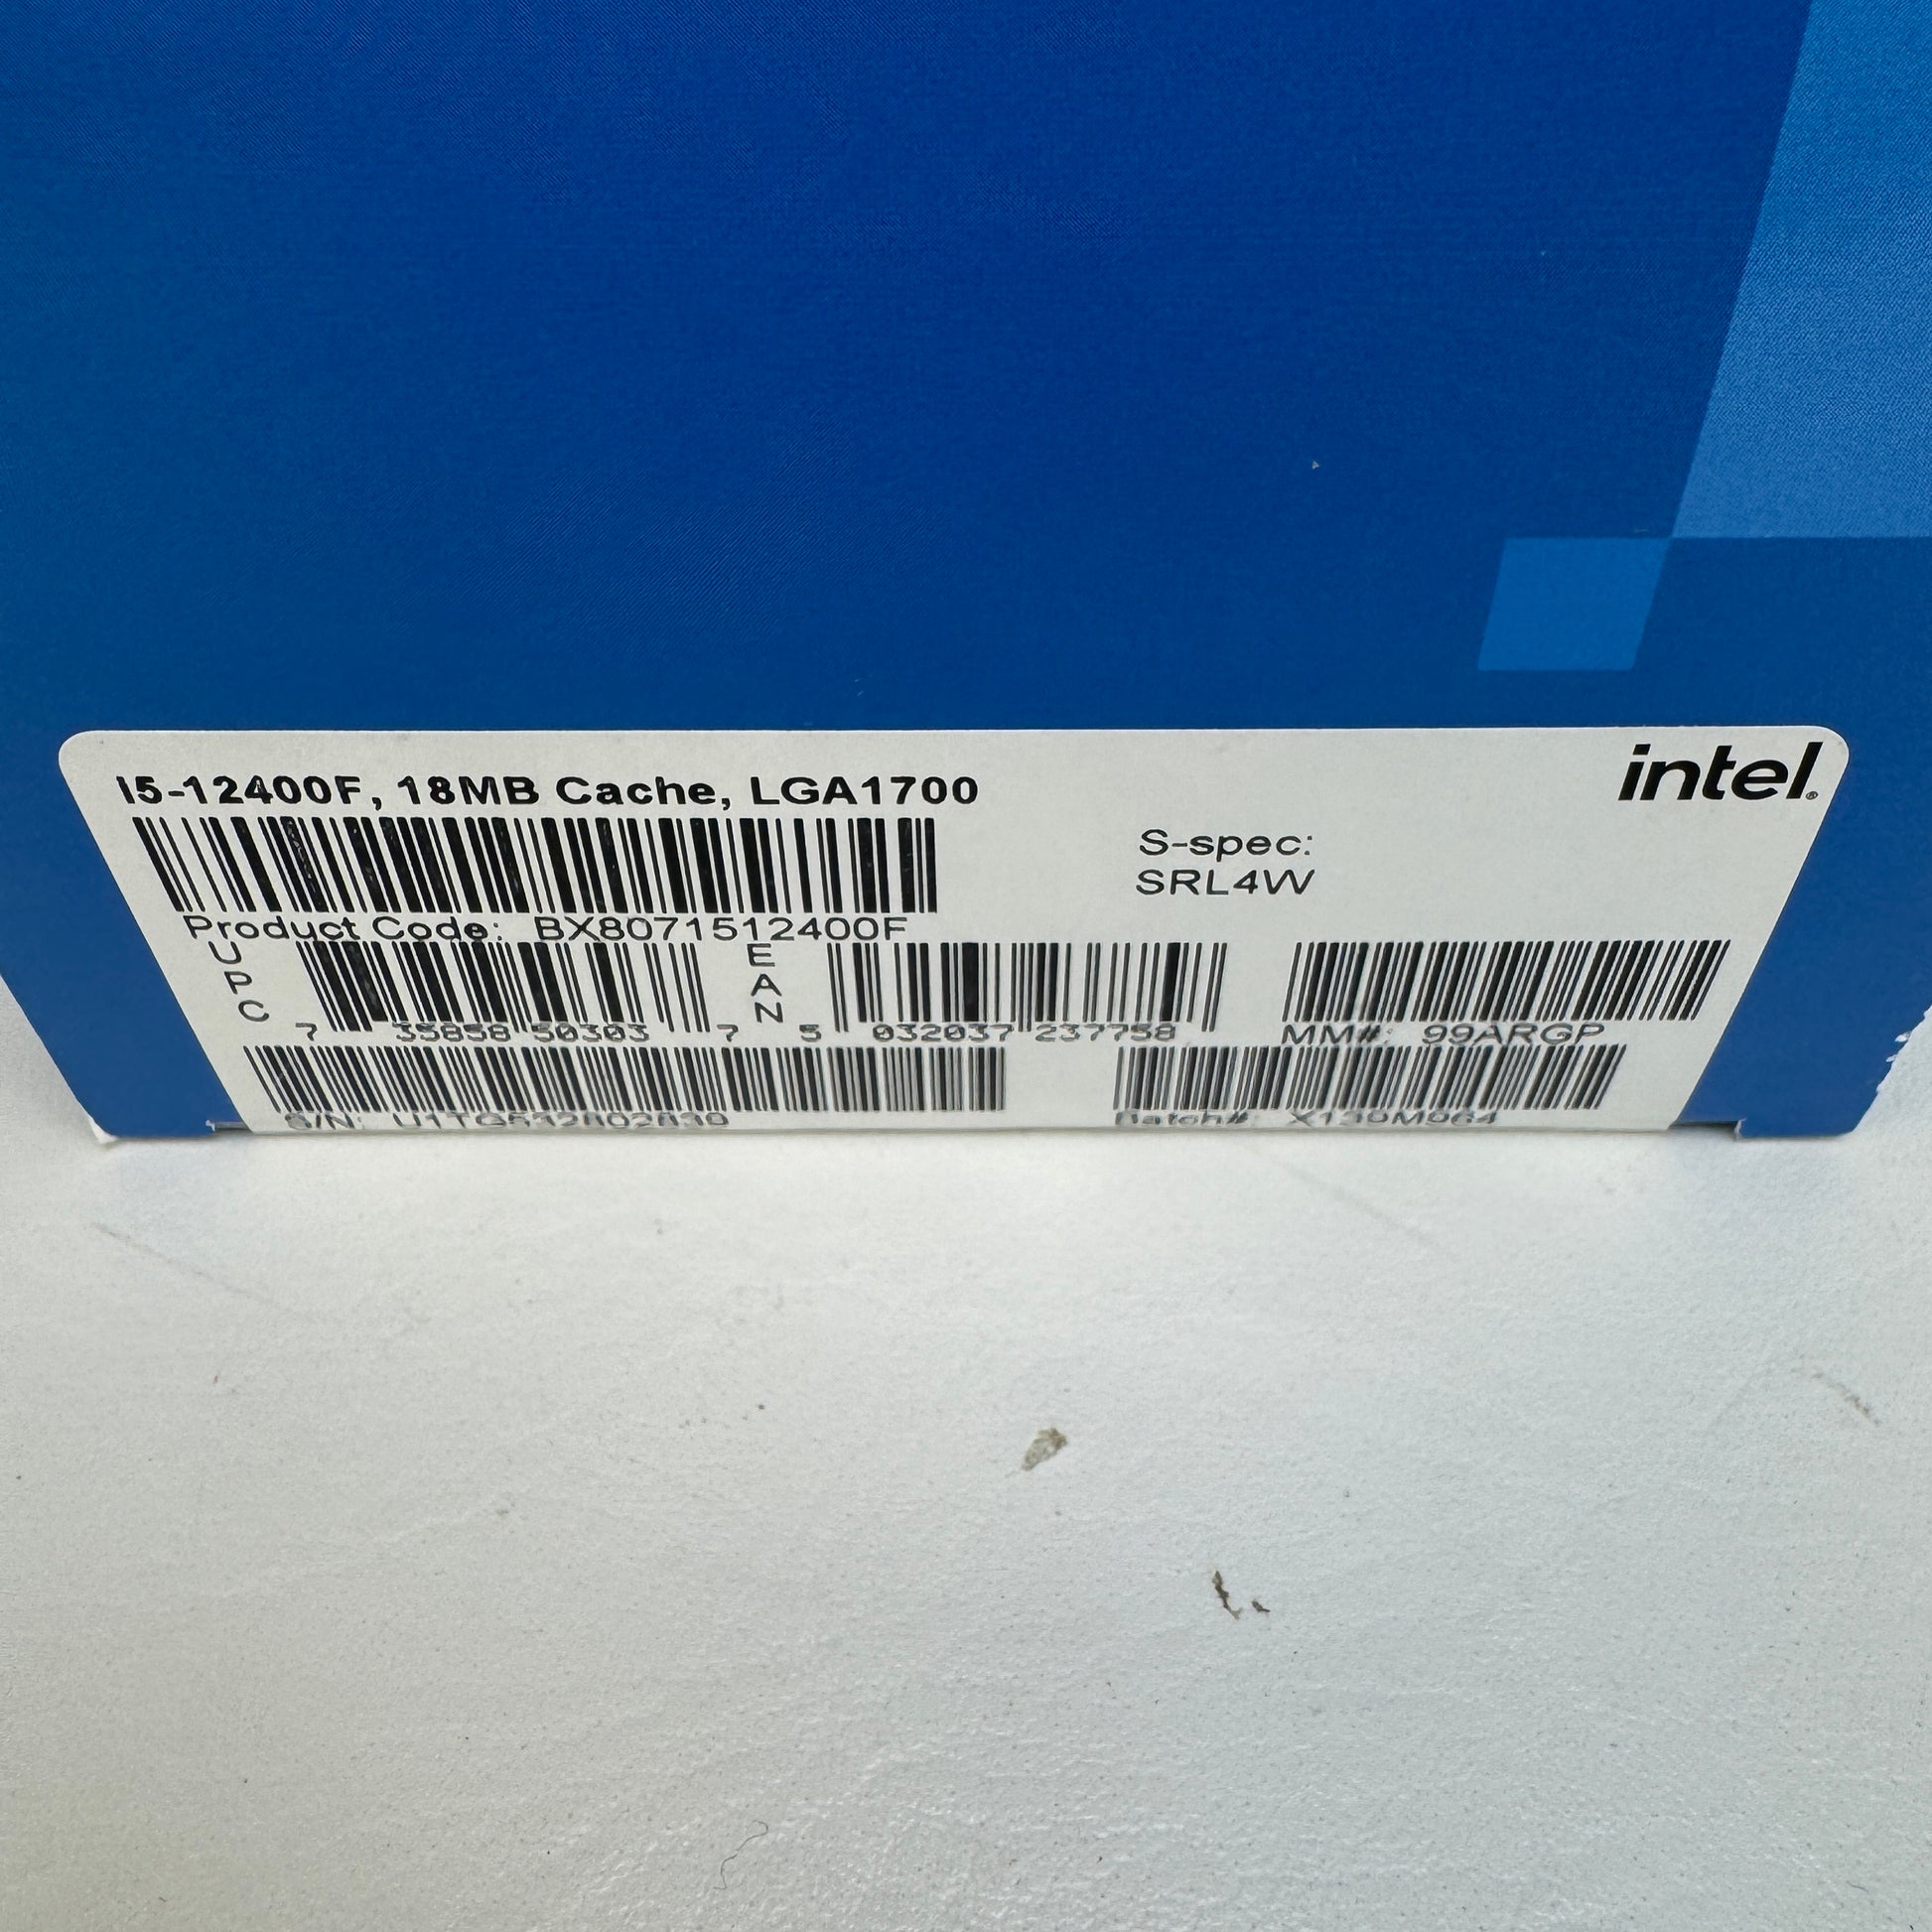 intel.
I5-12400F, 18MB Cache, LGA1700
S-spec:
SRL4W
Product Code: BX8071512400F
UPC
7 35858 50303 7
EAN
5 032037 237758
MM#: 99ARGP
S/N:
Batch#: